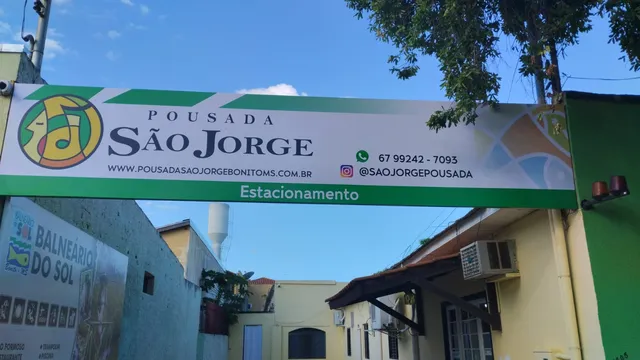 POUSADA
SÃO JORGE
WWW.POUSADASAOJORGEBONITOMS.COM.BR
67 99242 - 7093
@SAOJORGEPOUSADA
Estacionamento
BALNEÁRIO
DO SOL